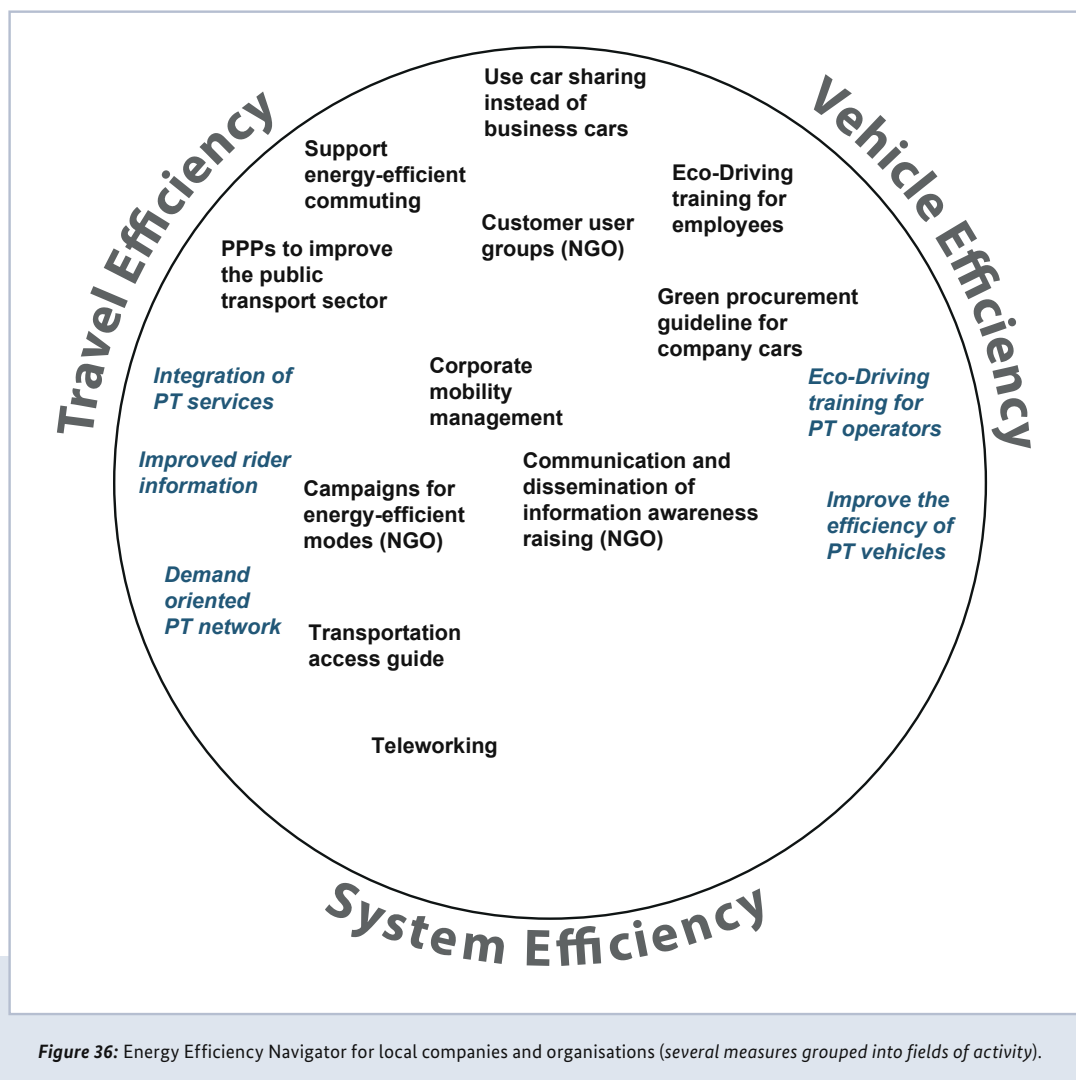 Travel Efficiency
Vehicle Efficiency
Use car sharing
instead of
business cars
Support
energy-efficient
commuting
Eco-Driving
training for
employees
Customer user
groups (NGO)
PPPs to improve
the public
transport sector
Green procurement
guideline for
company cars
Integration of
PT services
Corporate
mobility
management
Eco-Driving
training for
PT operators
Improved rider
information
Campaigns for
energy-efficient
modes (NGO)
Communication and
dissemination of
information awareness
raising (NGO)
Improve the
efficiency of
PT vehicles
Demand
oriented
PT network
Transportation
access guide
Teleworking
System Efficiency
Figure 36: Energy Efficiency Navigator for local companies and organisations (several measures grouped into fields of activity).